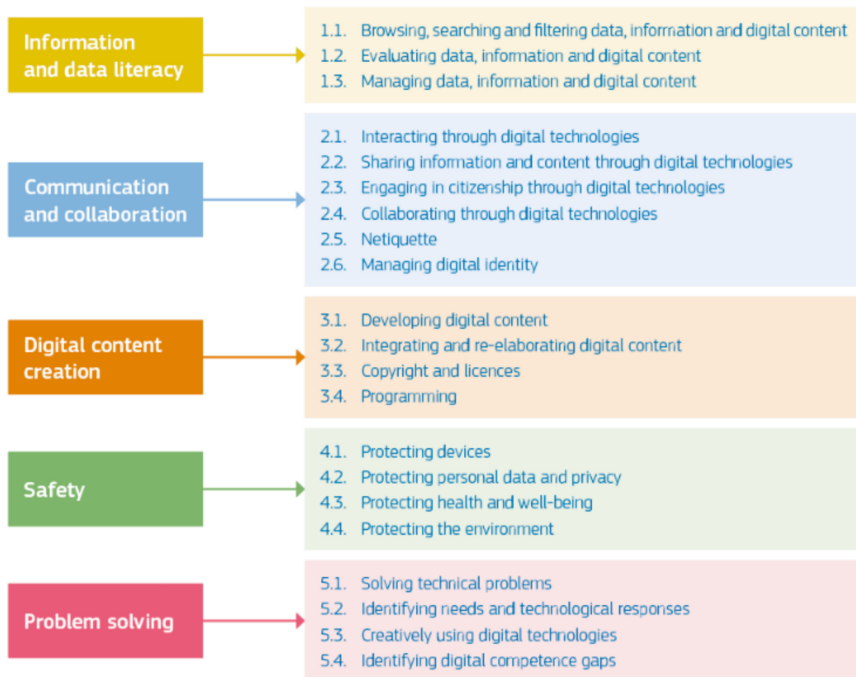 Information
and data literacy
1.1. Browsing, searching and filtering data, information and digital content
1.2. Evaluating data, information and digital content
1.3. Managing data, information and digital content
Communication
and collaboration
2.1. Interacting through digital technologies
2.2. Sharing information and content through digital technologies
2.3. Engaging in citizenship through digital technologies
2.4. Collaborating through digital technologies
2.5. Netiquette
2.6. Managing digital identity
Digital content
creation
3.1. Developing digital content
3.2. Integrating and re-elaborating digital content
3.3. Copyright and licences
3.4. Programming
Safety
4.1. Protecting devices
4.2. Protecting personal data and privacy
4.3. Protecting health and well-being
4.4. Protecting the environment
Problem solving
5.1. Solving technical problems
5.2. Identifying needs and technological responses
5.3. Creatively using digital technologies
5.4. Identifying digital competence gaps